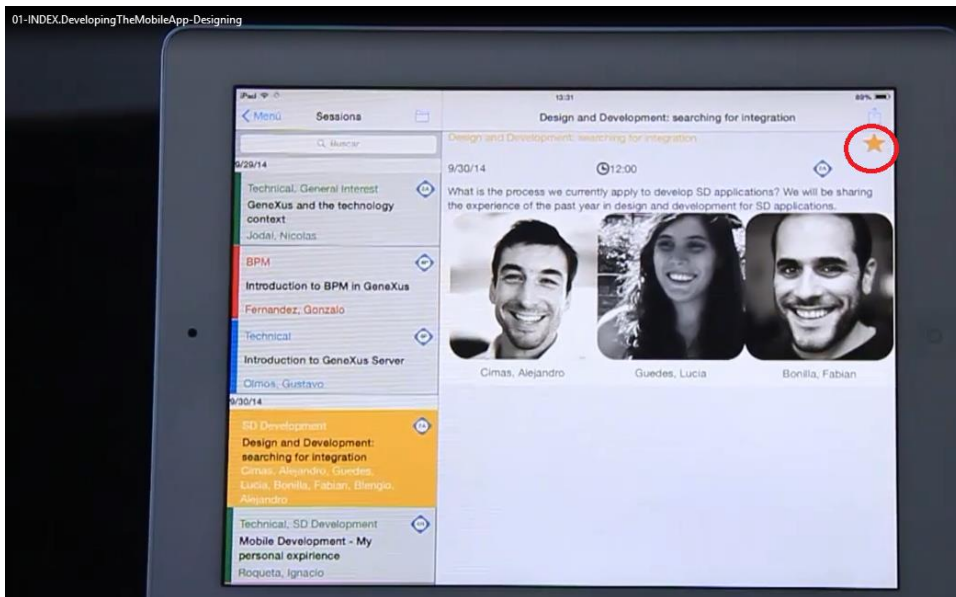 01-INDEX.DevelopingTheMobileApp-Designing
iPad
13:31
89%
Menú
Sessions
Design and Development: searching for integration
Buscar
Design and Development: searching for integration
9/29/14
9/30/14
12:00
Technical, General Interest
GeneXus and the technology
context
Jodal, Nicolas
What is the process we currently apply to develop SD applications? We will be sharing
the experience of the past year in design and development for SD applications.
BPM
Introduction to BPM in GeneXus
Fernandez, Gonzalo
Technical
Introduction to GeneXus Server
Olmos, Gustavo
Cimas, Alejandro
Guedes, Lucia
Bonilla, Fabian
9/30/14
SD Development
Design and Development:
searching for integration
Cimas, Alejandro, Guedes,
Lucia, Bonilla, Fabian, Blengio,
Alejandro
Technical, SD Development
Mobile Development - My
personal expirience
Roqueta, Ignacio